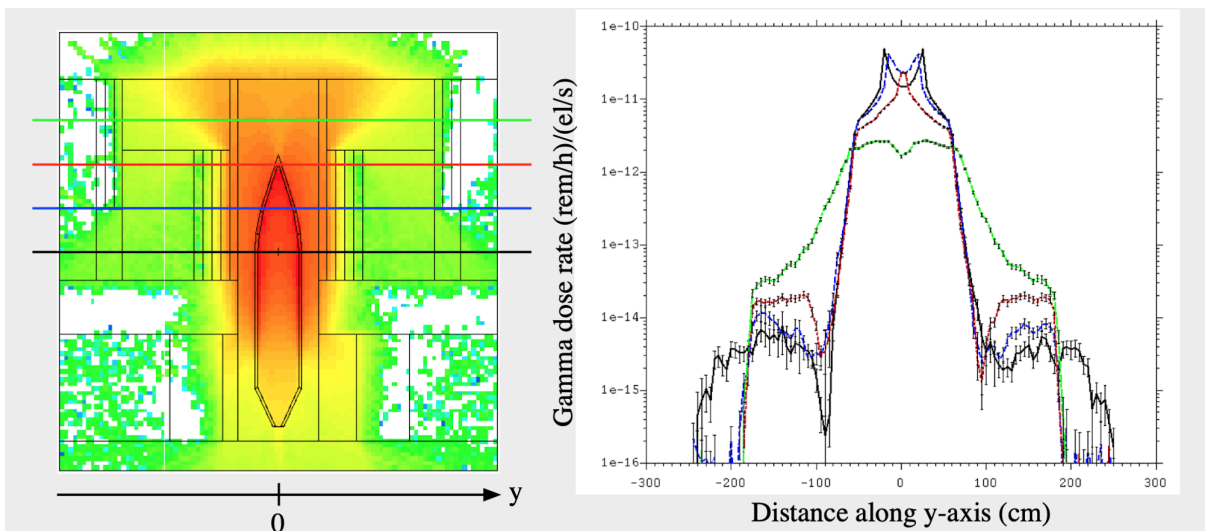 y
0
Gamma dose rate (rem/h)/(el/s)
1e-10
1e-11
1e-12
1e-13
1e-14
1e-15
1e-16
-300 -200 -100 0 100 200 300
Distance along y-axis (cm)